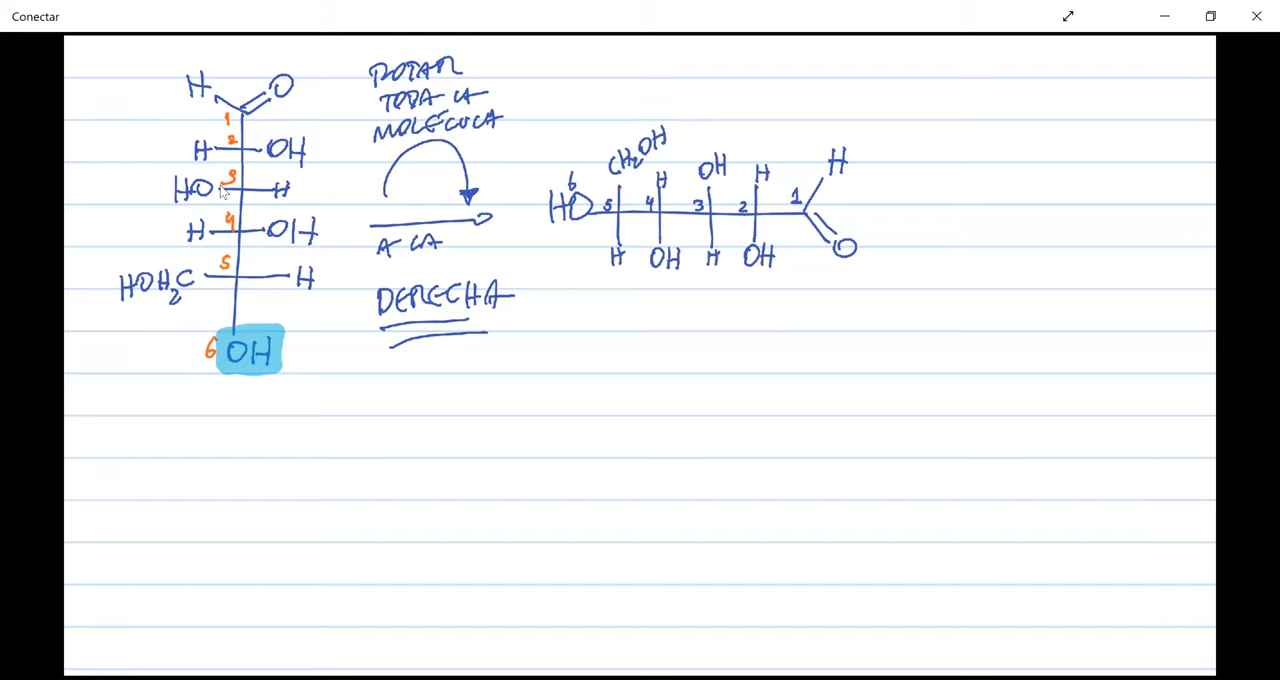 Conectar
H O
1
2
H OH
3
HO H
4
H OH
5
HOH2C H
6 OH
ROTAR
TODA LA
MOLÉCULA
A LA
DERECHA
CH2OH H OH H H
6 5 4 3 2 1
HO
H OH H OH O